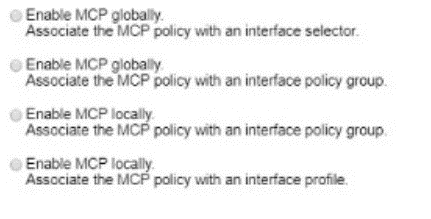 Enable MCP globally.
Associate the MCP policy with an interface selector.
Enable MCP globally.
Associate the MCP policy with an interface policy group.
Enable MCP locally.
Associate the MCP policy with an interface policy group.
Enable MCP locally.
Associate the MCP policy with an interface profile.